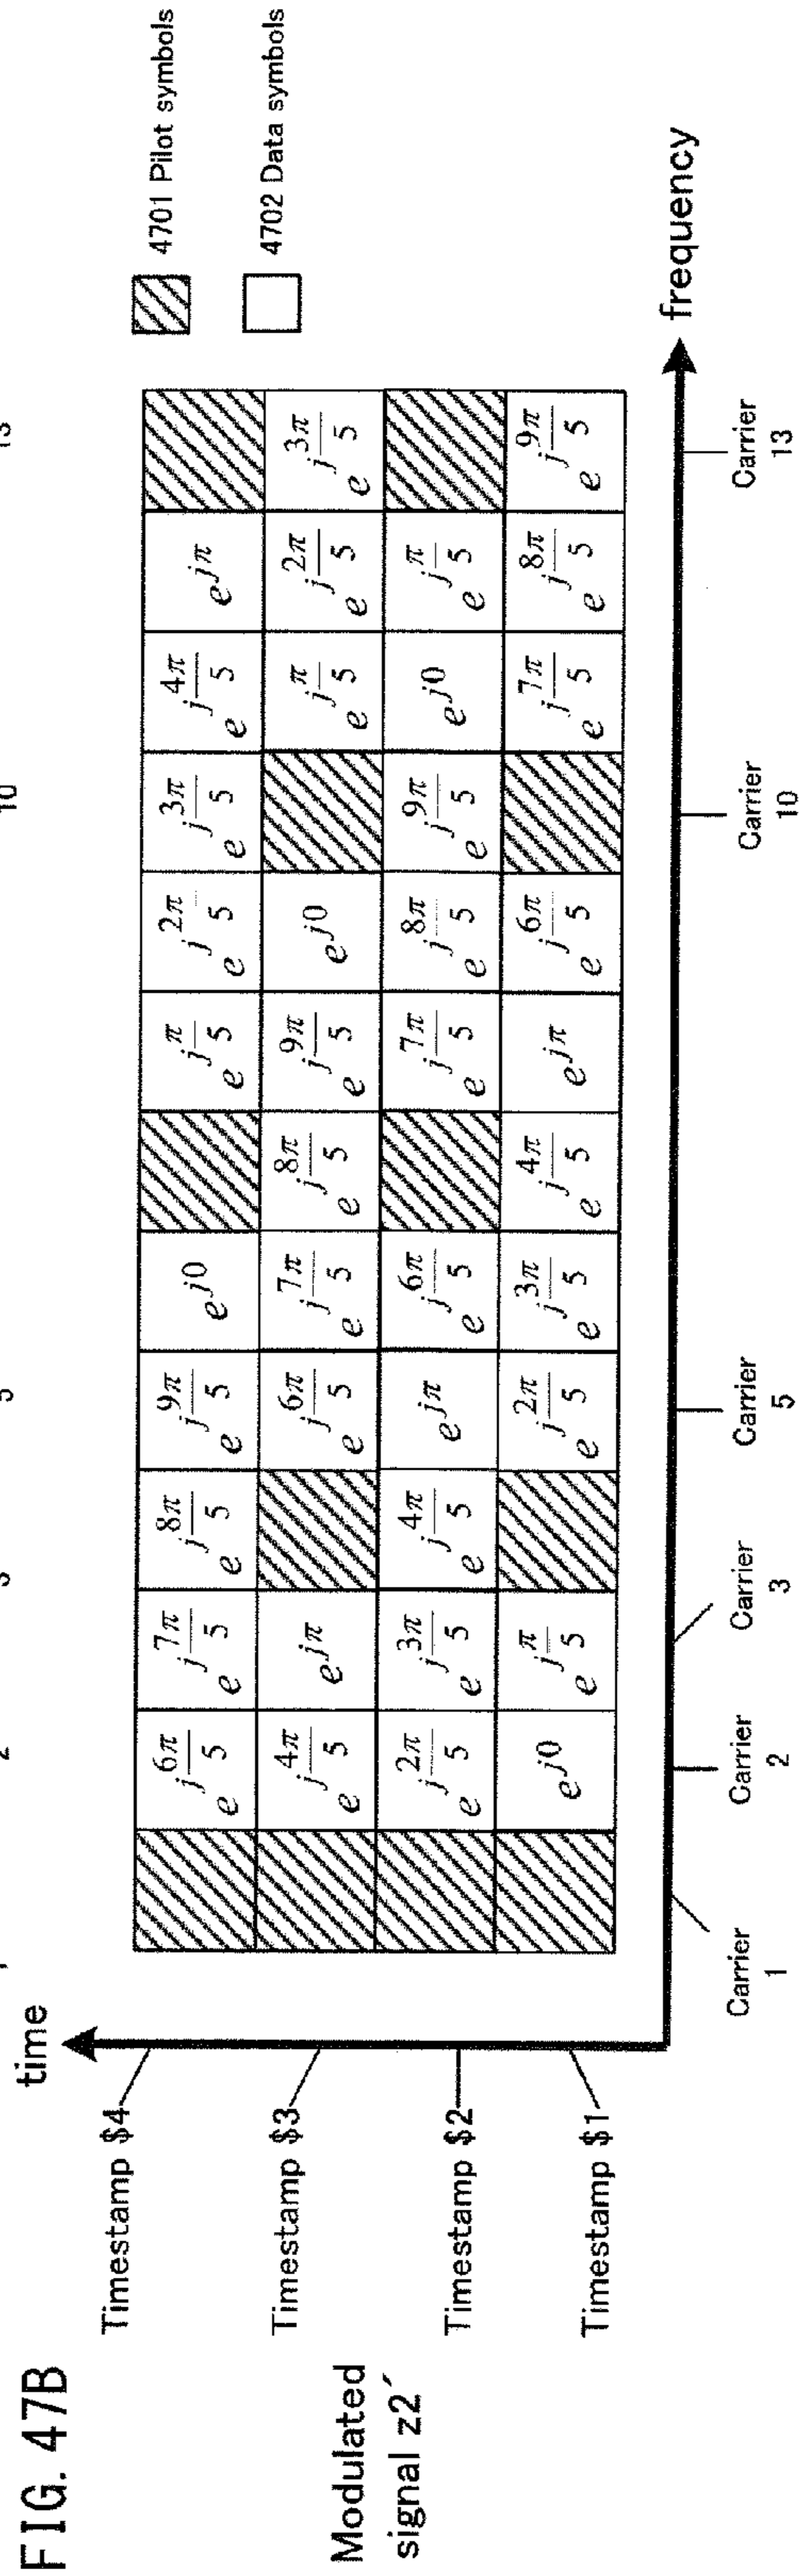 FIG. 47B
time
4701 Pilot symbols
4702 Data symbols
Modulated
signal z2′
Timestamp $4
e^{j6π/5} e^{j7π/5} e^{j8π/5} e^{j9π/5} e^{j0} e^{jπ/5} e^{j2π/5} e^{j3π/5} e^{j4π/5} e^{jπ}
Timestamp $3
e^{j4π/5} e^{jπ} e^{j6π/5} e^{j7π/5} e^{j8π/5} e^{j9π/5} e^{j0} e^{jπ/5} e^{j2π/5} e^{j3π/5}
Timestamp $2
e^{j2π/5} e^{j3π/5} e^{j4π/5} e^{jπ} e^{j6π/5} e^{j7π/5} e^{j8π/5} e^{j9π/5} e^{j0} e^{jπ/5}
Timestamp $1
e^{j0} e^{jπ/5} e^{j2π/5} e^{j3π/5} e^{j4π/5} e^{jπ} e^{j6π/5} e^{j7π/5} e^{j8π/5} e^{j9π/5}
frequency
Carrier
1
Carrier
2
Carrier
3
Carrier
5
Carrier
10
Carrier
13